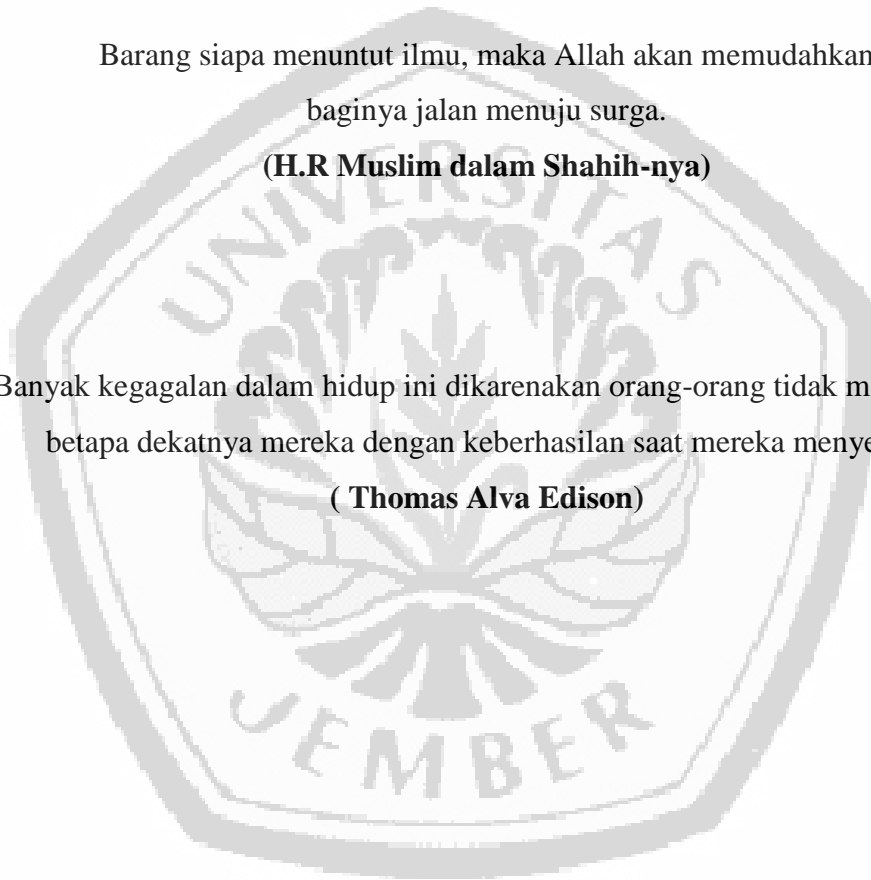 Barang siapa menuntut ilmu, maka Allah akan memudahkan
baginya jalan menuju surga.
(H.R Muslim dalam Shahih-nya)
UNIVERSITAS
Banyak kegagalan dalam hidup ini dikarenakan orang-orang tidak
betapa dekatnya mereka dengan keberhasilan saat mereka
( Thomas Alva Edison)
JEMBER